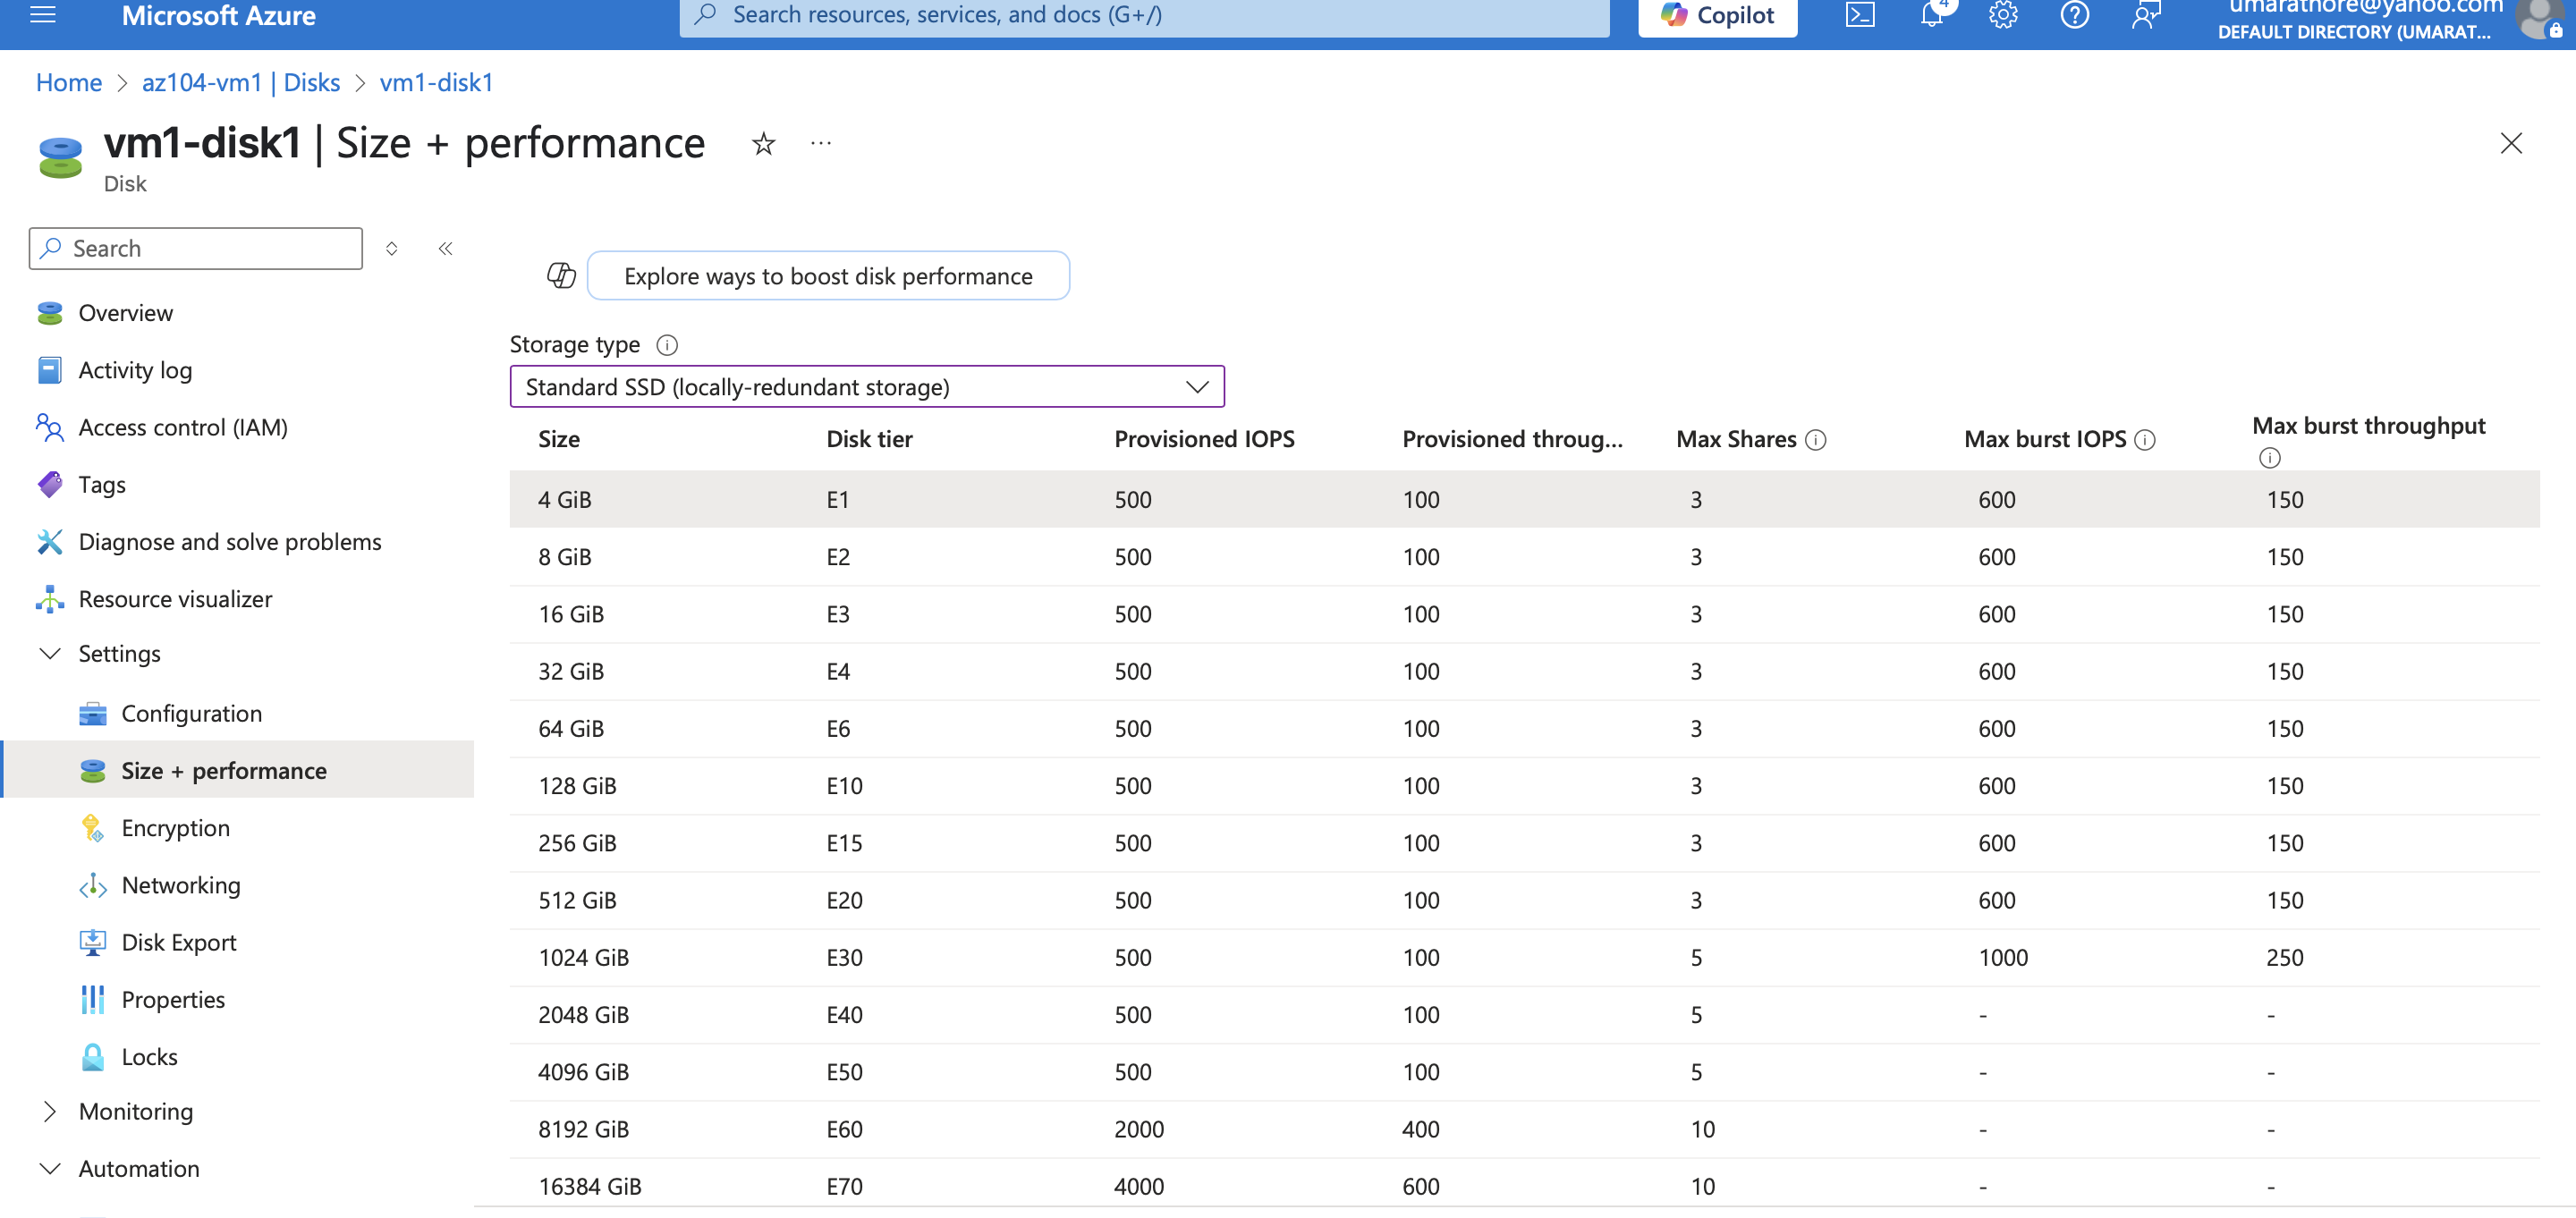 Microsoft Azure
Search resources, services, and docs (G+/)
Copilot
4
umarathore@yahoo.com
DEFAULT DIRECTORY (UMARAT...
Home > az104-vm1 | Disks > vm1-disk1
vm1-disk1 | Size + performance
Disk
Search
Overview
Activity log
Access control (IAM)
Tags
Diagnose and solve problems
Resource visualizer
Settings
Configuration
Size + performance
Encryption
Networking
Disk Export
Properties
Locks
Monitoring
Automation
Explore ways to boost disk performance
Storage type
Standard SSD (locally-redundant storage)
Size Disk tier Provisioned IOPS Provisioned throug... Max Shares Max burst IOPS Max burst throughput
4 GiB E1 500 100 3 600 150
8 GiB E2 500 100 3 600 150
16 GiB E3 500 100 3 600 150
32 GiB E4 500 100 3 600 150
64 GiB E6 500 100 3 600 150
128 GiB E10 500 100 3 600 150
256 GiB E15 500 100 3 600 150
512 GiB E20 500 100 3 600 150
1024 GiB E30 500 100 5 1000 250
2048 GiB E40 500 100 5 - -
4096 GiB E50 500 100 5 - -
8192 GiB E60 2000 400 10 - -
16384 GiB E70 4000 600 10 - -